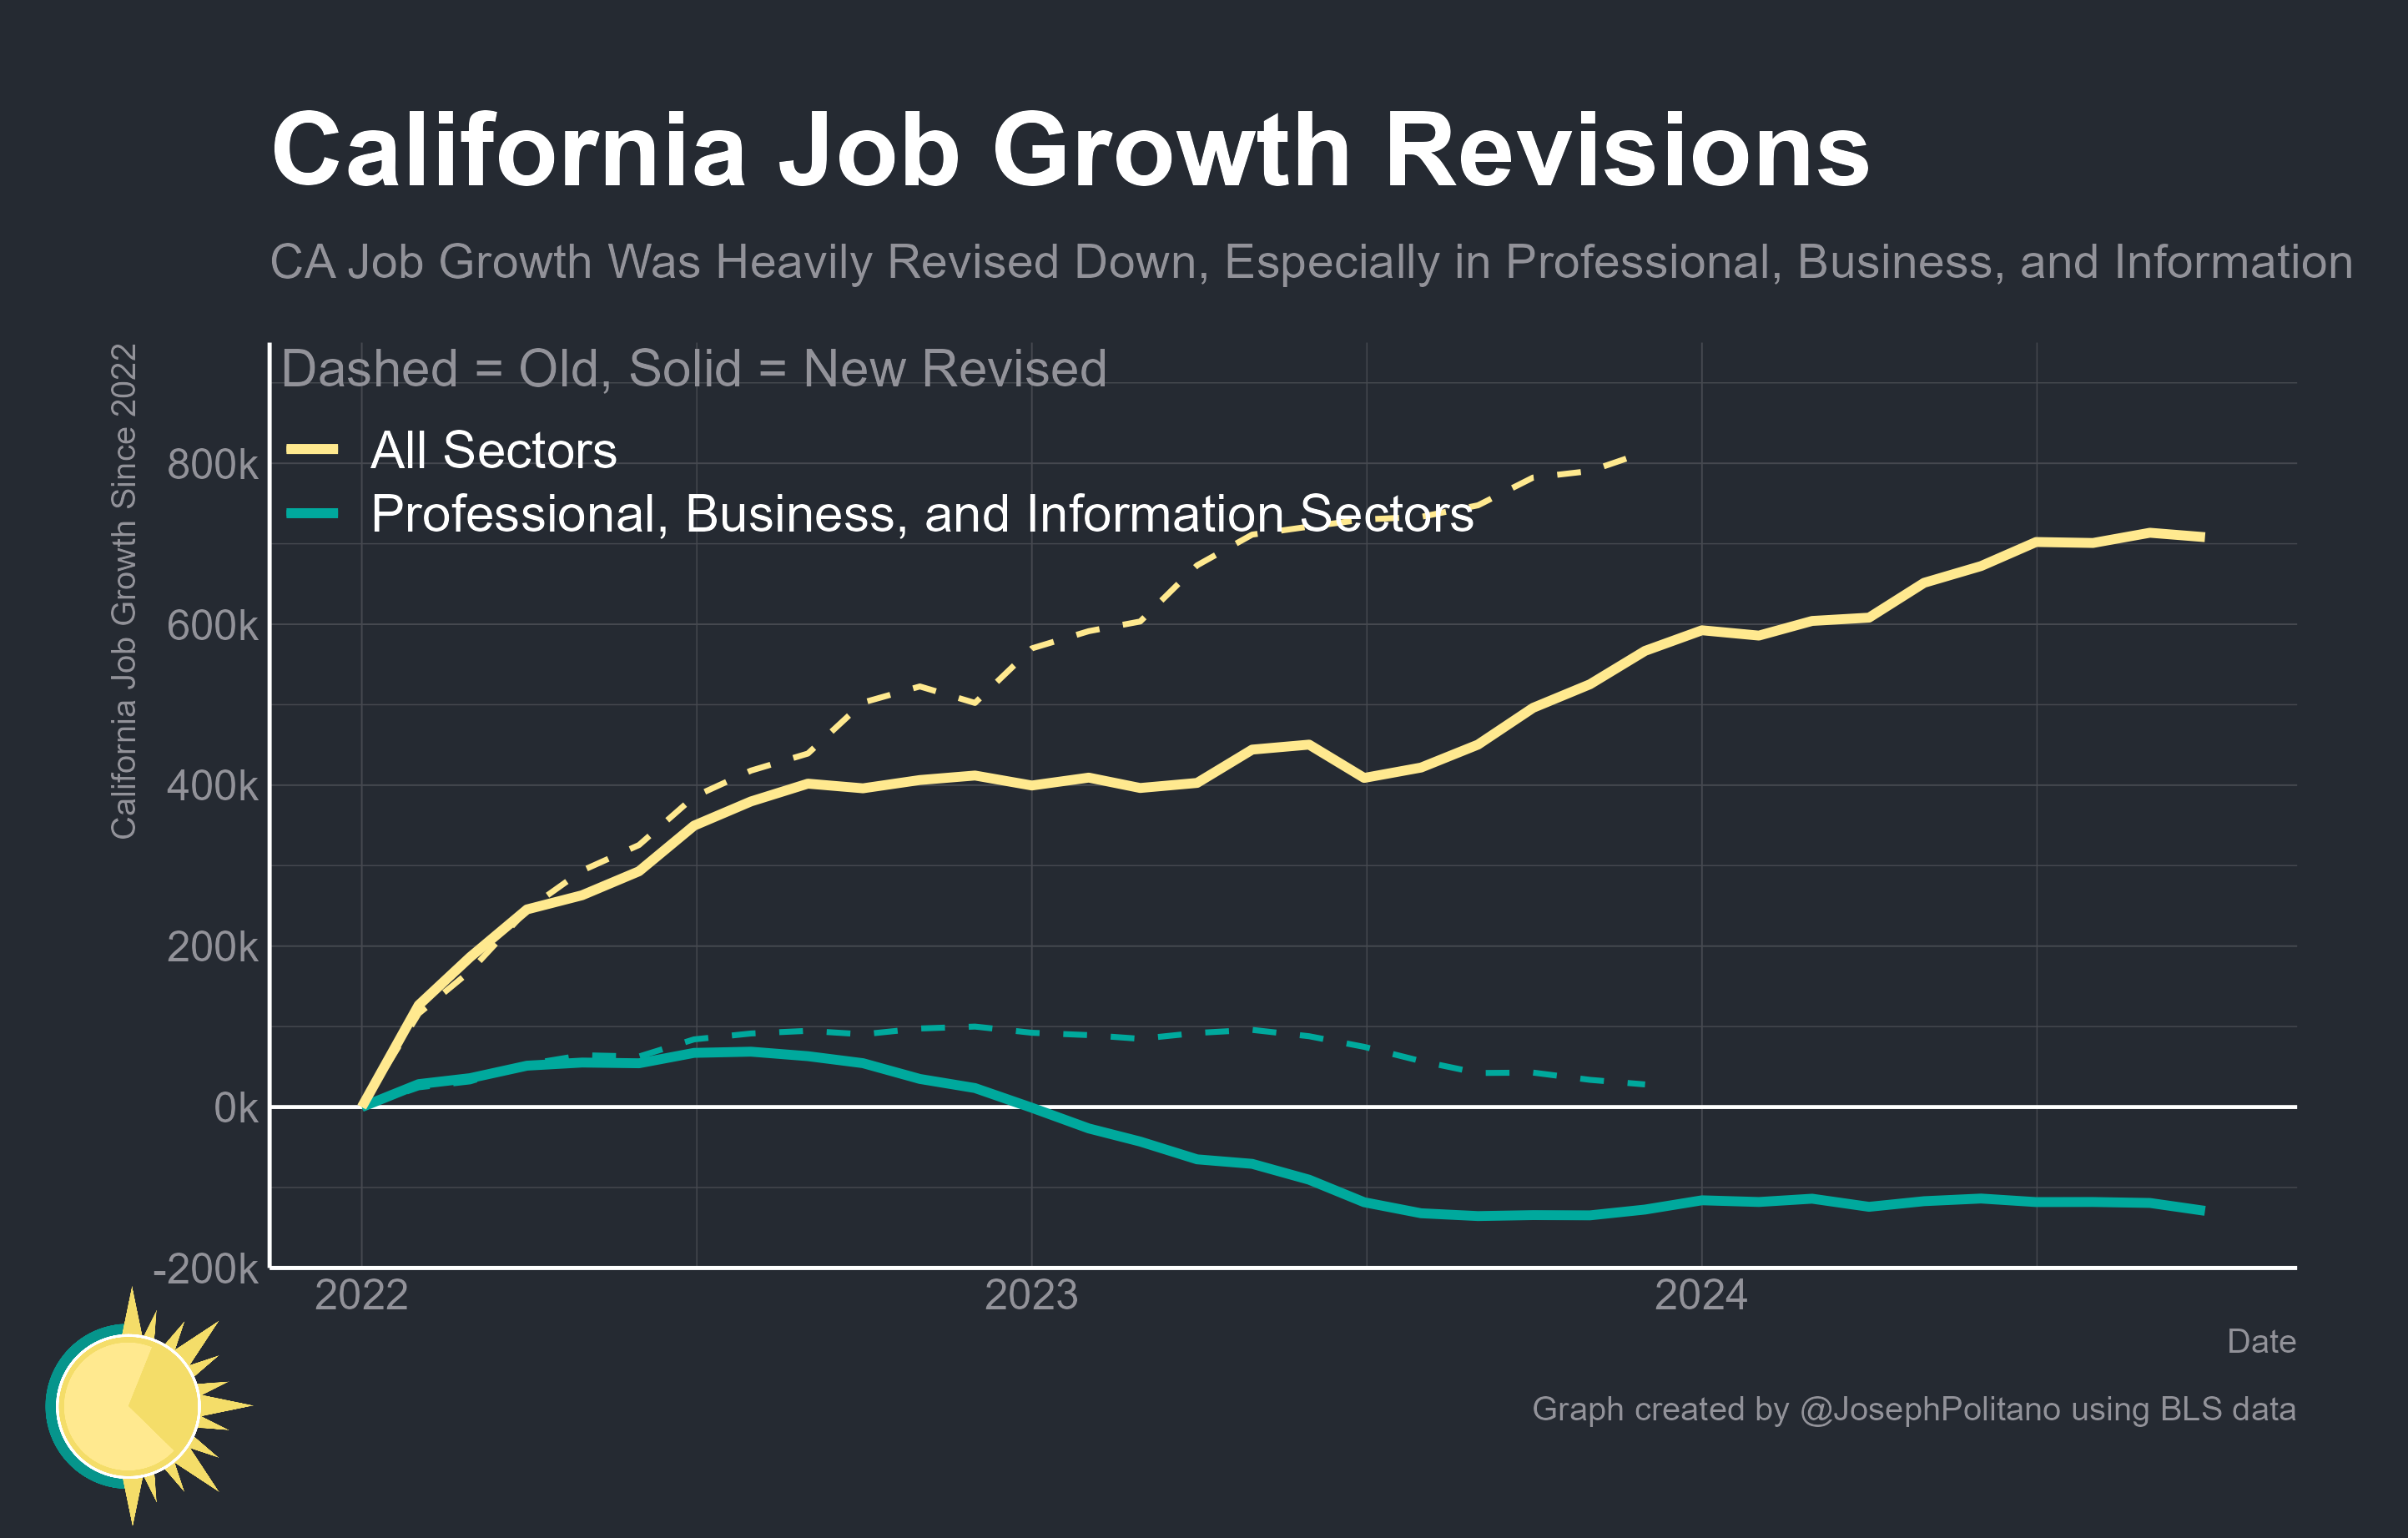 California Job Growth Revisions
CA Job Growth Was Heavily Revised Down, Especially in Professional, Business, and Information
Dashed = Old, Solid = New Revised
All Sectors
Professional, Business, and Information Sectors
California Job Growth Since 2022
800k
600k
400k
200k
0k
-200k
2022
2023
2024
Date
Graph created by @JosephPolitano using BLS data